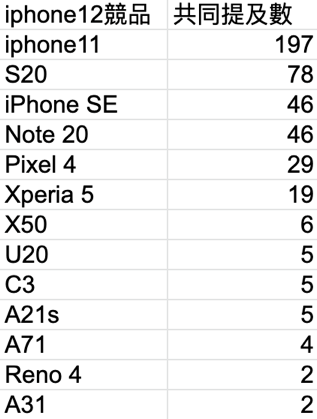 iphone12競品 共同提及數
iphone11 197
S20 78
iPhone SE 46
Note 20 46
Pixel 4 29
Xperia 5 19
X50 6
U20 5
C3 5
A21s 5
A71 4
Reno 4 2
A31 2